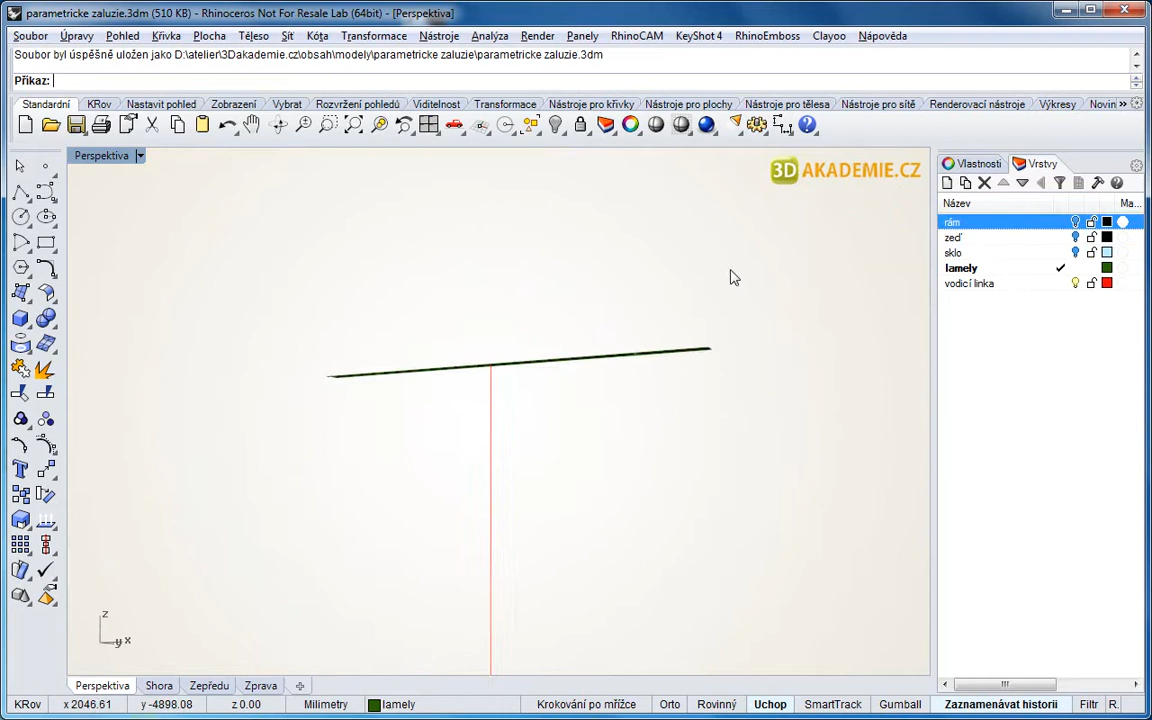 parametricke zaluzie.3dm (510 KB) - Rhinoceros Not For Resale Lab (64bit) - [Perspektiva]
Soubor Úpravy Pohled Křivka Plocha Těleso Síť Kóta Transformace Nástroje Analýza Render Panely RhinoCAM KeyShot 4 RhinoEmboss Clayoo Nápověda
Soubor byl úspěšně uložen jako D:\atelier\3Dakademie.cz\obsah\modely\parametricke zaluzie\parametricke zaluzie.3dm
Příkaz:
Standardní KRov Nastavit pohled Zobrazení Vybrat Rozvržení pohledů Viditelnost Transformace Nástroje pro křivky Nástroje pro plochy Nástroje pro tělesa Nástroje pro sítě Renderovací nástroje Výkresy Novin
Perspektiva
3D AKADEMIE.CZ
Vlastnosti Vrstvy
Název Ma...
rám
zeď
sklo
lamely
vodicí linka
z
y x
Perspektiva Shora Zepředu Zprava
KRov x 2046.61 y -4898.08 z 0.00 Milimetry lamely Krokování po mřížce Orto Rovinný Uchop SmartTrack Gumball Zaznamenávat historii Filtr R.